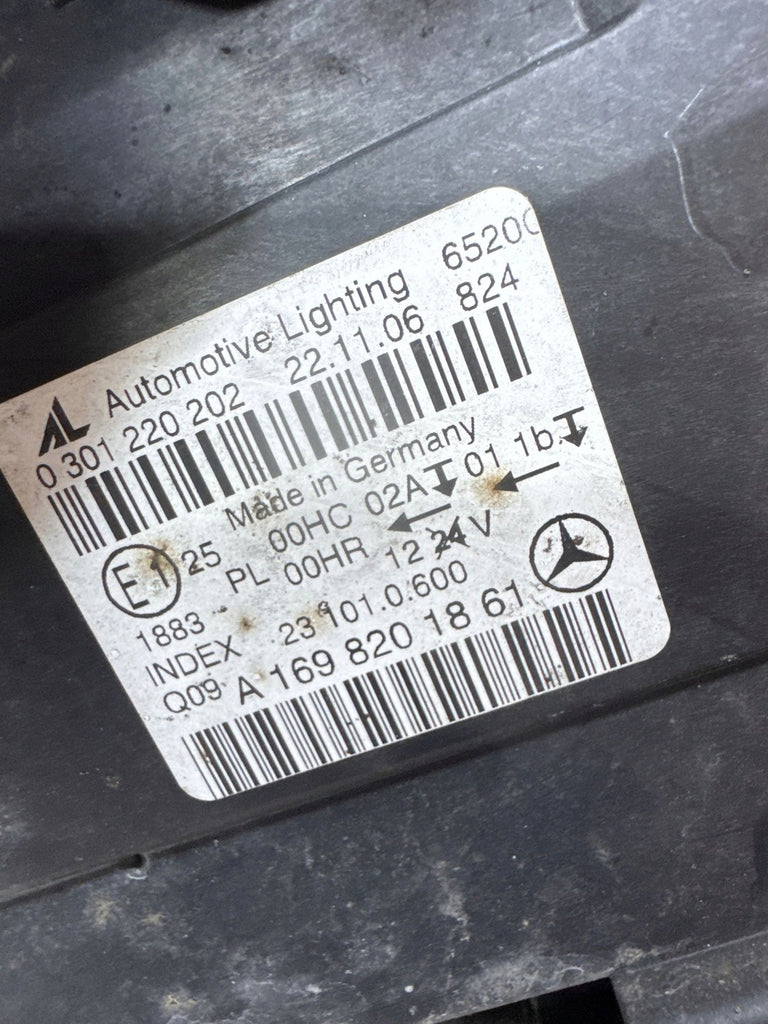 AL Automotive Lighting 6520
0 301 220 202 22.11.06 824
Made in Germany
E1 25 00HC 02A 01 1b
1883 PL 00HR 12 24 V
INDEX 23 101.0.600
Q09 A 169 820 18 61